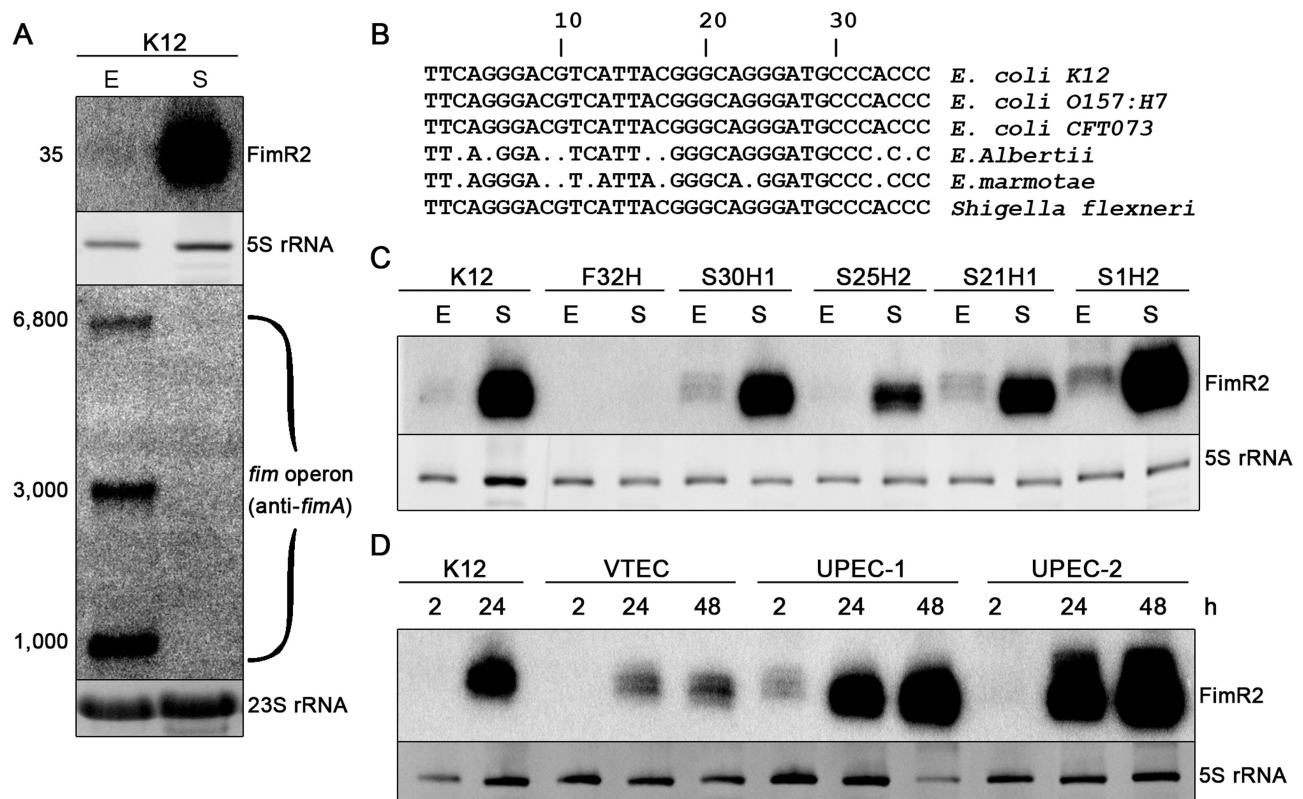 A
K12
E S
35 FimR2
5S rRNA
6,800
3,000
1,000
fim operon
(anti-fimA)
23S rRNA
B
10 20 30
TTCAGGGACGTCATTACGGGCAGGGATGCCCACCC E. coli K12
TTCAGGGACGTCATTACGGGCAGGGATGCCCACCC E. coli O157:H7
TTCAGGGACGTCATTACGGGCAGGGATGCCCACCC E. coli CFT073
TT.A.GGA..TCATT..GGGCAGGGATGCCC.C.C E.Albertii
TT.AGGGA..T.ATTA.GGGCA.GGATGCCC.CCC E.marmotae
TTCAGGGACGTCATTACGGGCAGGGATGCCCACCC Shigella flexneri
C
K12 F32H S30H1 S25H2 S21H1 S1H2
E S E S E S E S E S E S
FimR2
5S rRNA
D
K12 VTEC UPEC-1 UPEC-2
2 24 2 24 48 2 24 48 2 24 48 h
FimR2
5S rRNA